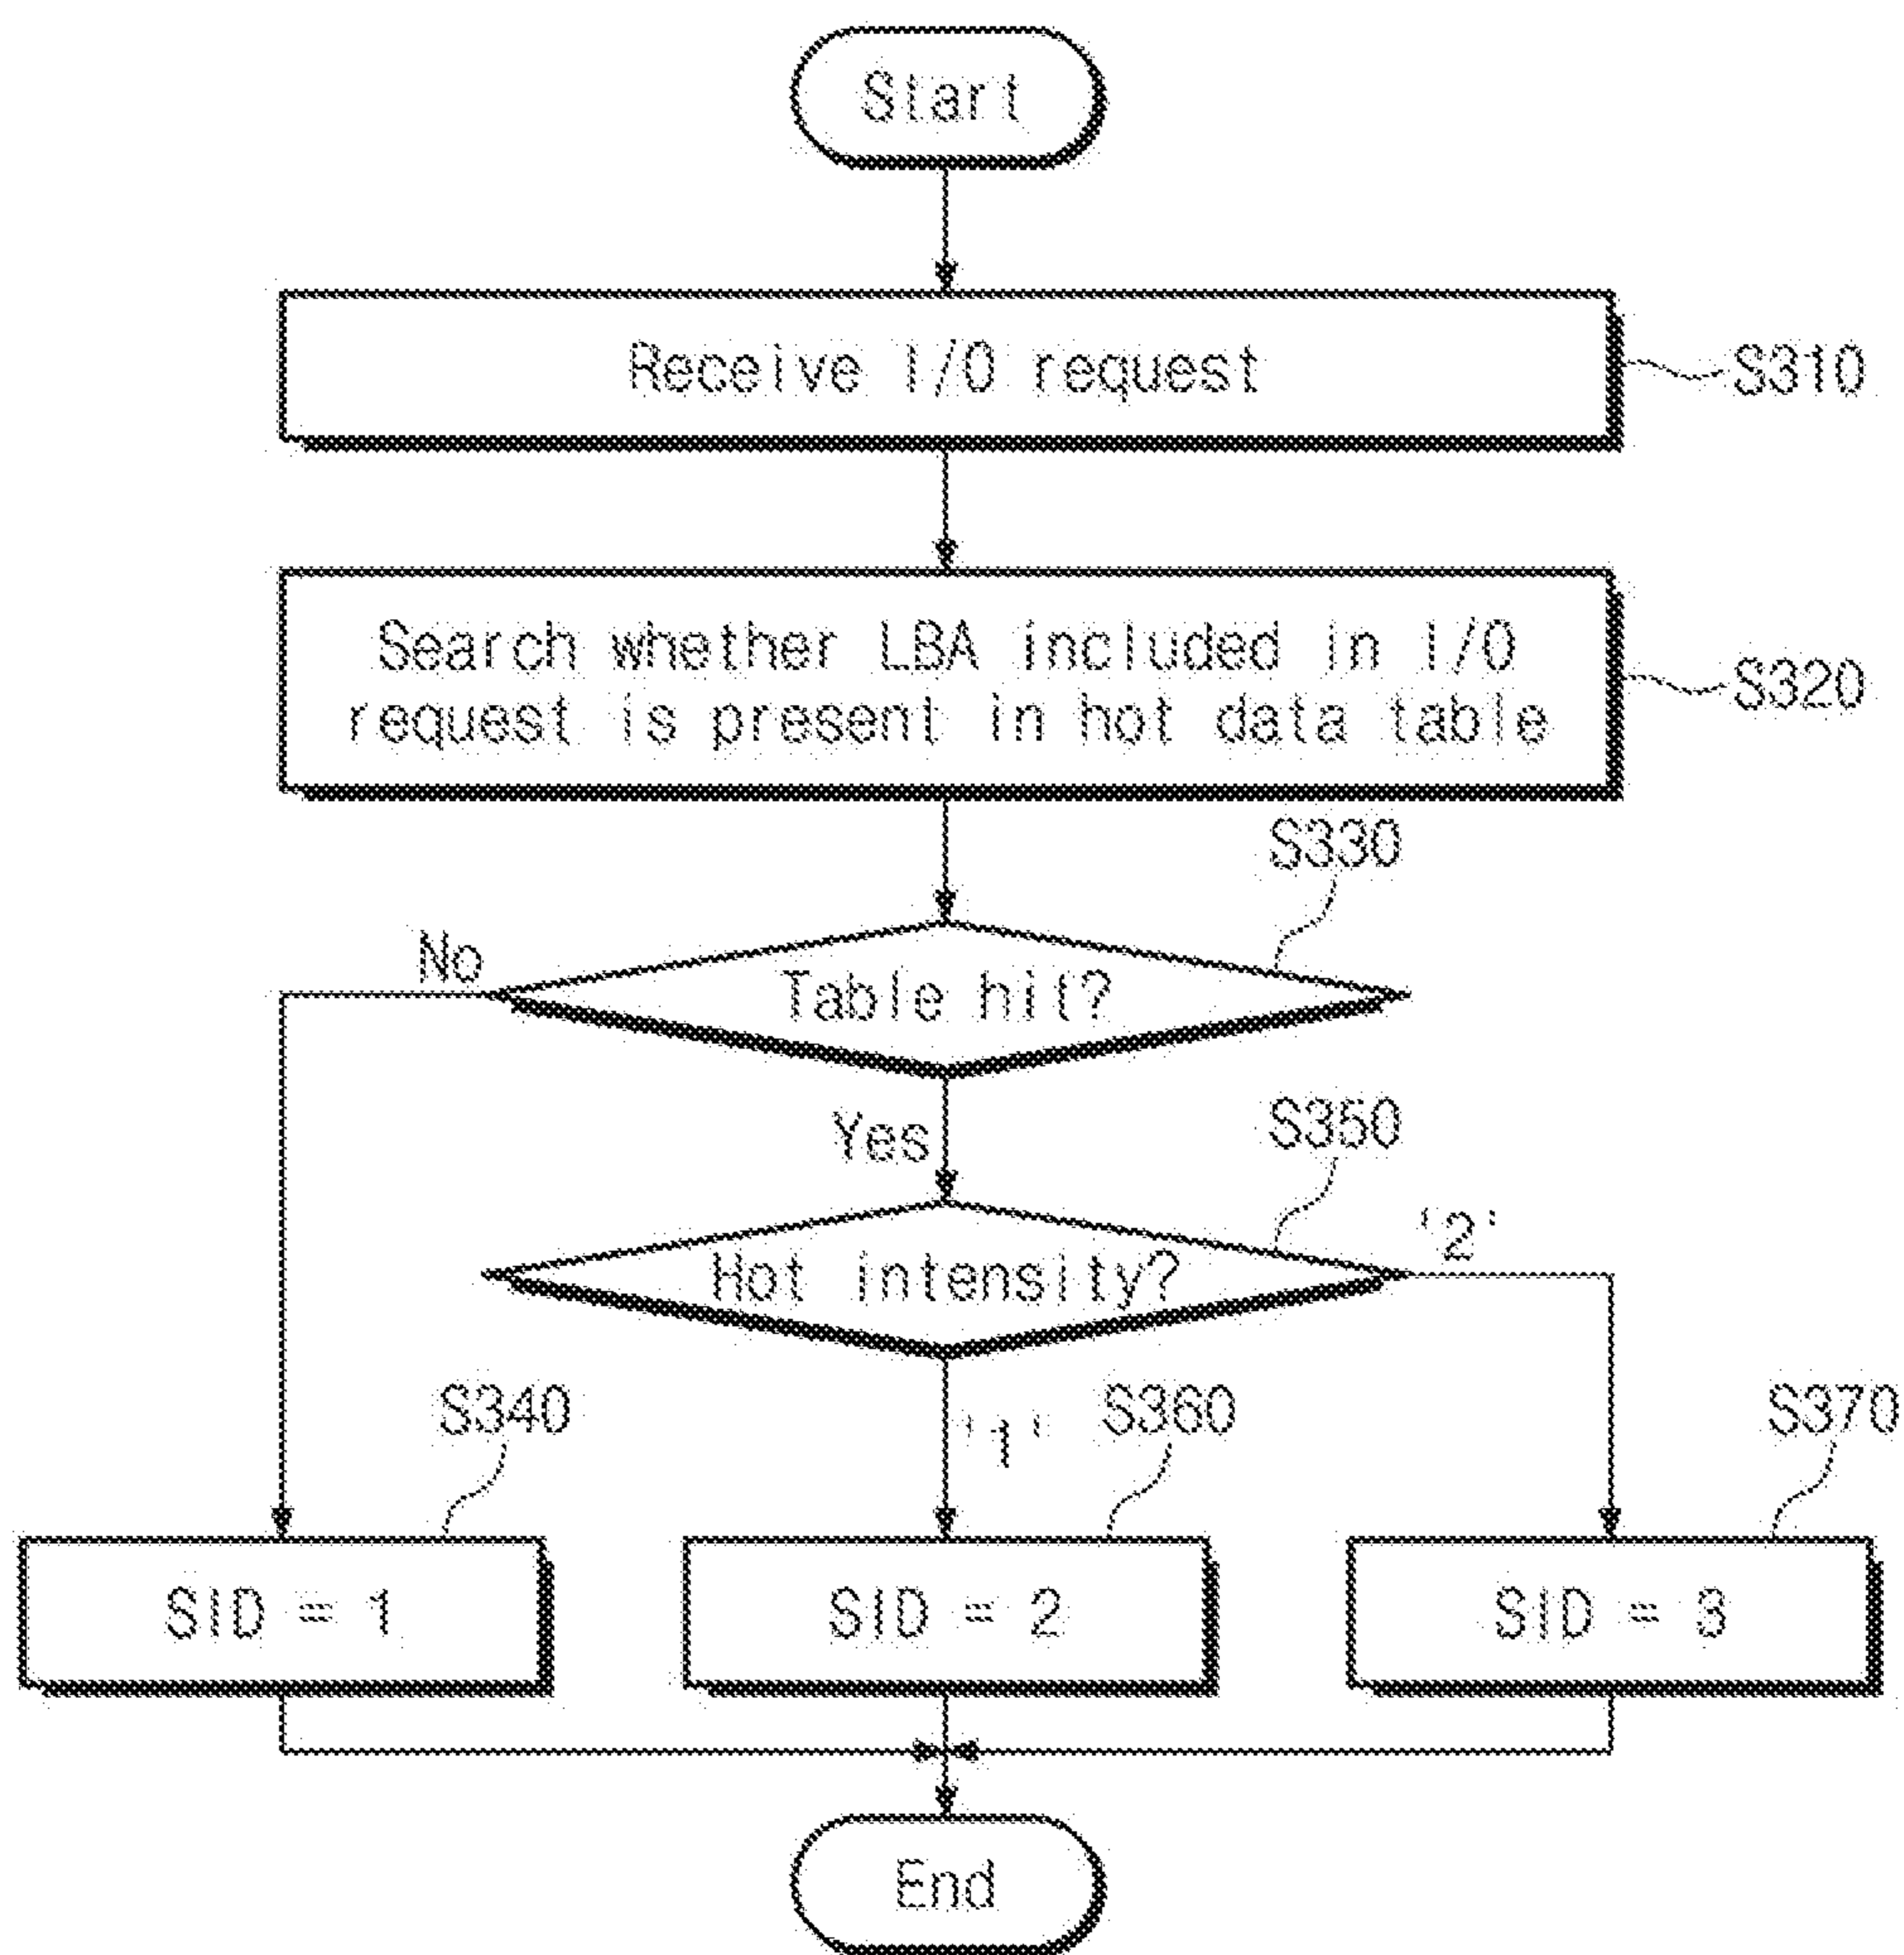 Start
Receive I/O request
S310
Search whether LBA included in I/O
request is present in hot data table
S320
S330
No
Table hit?
Yes
S350
Hot intensity?
'2'
S340
'1'
S360
S370
SID = 1
SID = 2
SID = 3
End